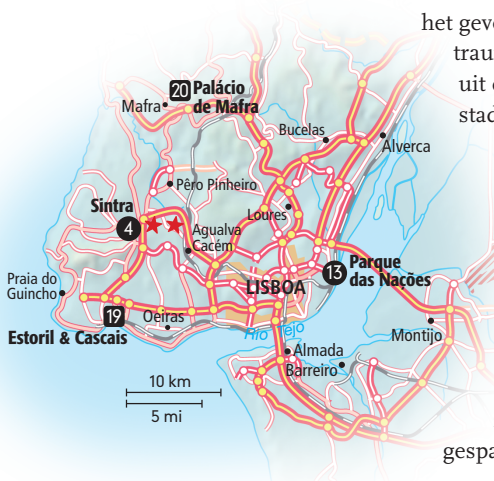 het gev
trau
uit
stad
20 Palácio
de Mafra
Mafra
Bucelas
Alverca
Pêro Pinheiro
Sintra
4
Loures
Agualva
Cacém
13 Parque
das Nações
LISBOA
Praia do
Guincho
19
Oeiras
Estoril & Cascais
Rio Tejo
Montijo
Almada
Barreiro
10 km
5 mi
gespa